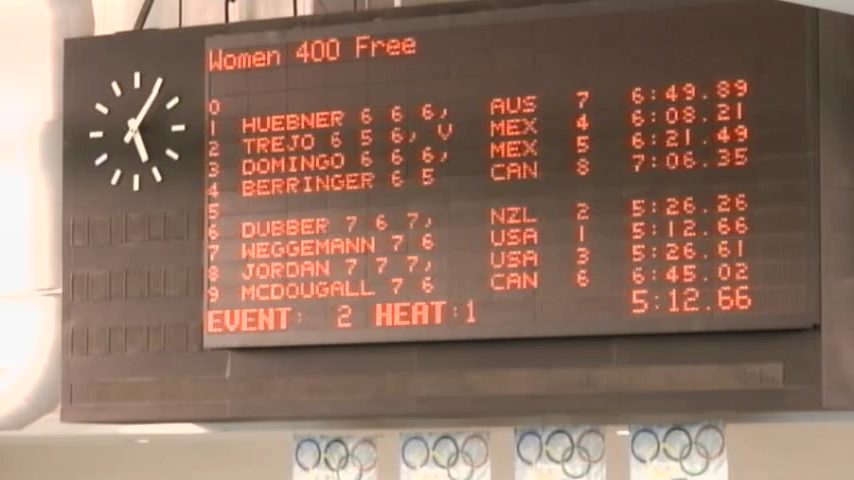 Women 400 Free
0
1 HUEBNER 6 6 6, AUS 7 6:49.89
2 TREJO 6 5 6, V MEX 4 6:08.21
3 DOMINGO 6 6 6, MEX 5 6:21.49
4 BERRINGER 6 5 CAN 8 7:06.35
5
6 DUBBER 7 6 7, NZL 2 5:26.26
7 WEGGEMANN 7 6 USA 1 5:12.66
8 JORDAN 7 7 7, USA 3 5:26.61
9 MCDOUGALL 7 6 CAN 6 6:45.02
EVENT: 2 HEAT:1 5:12.66